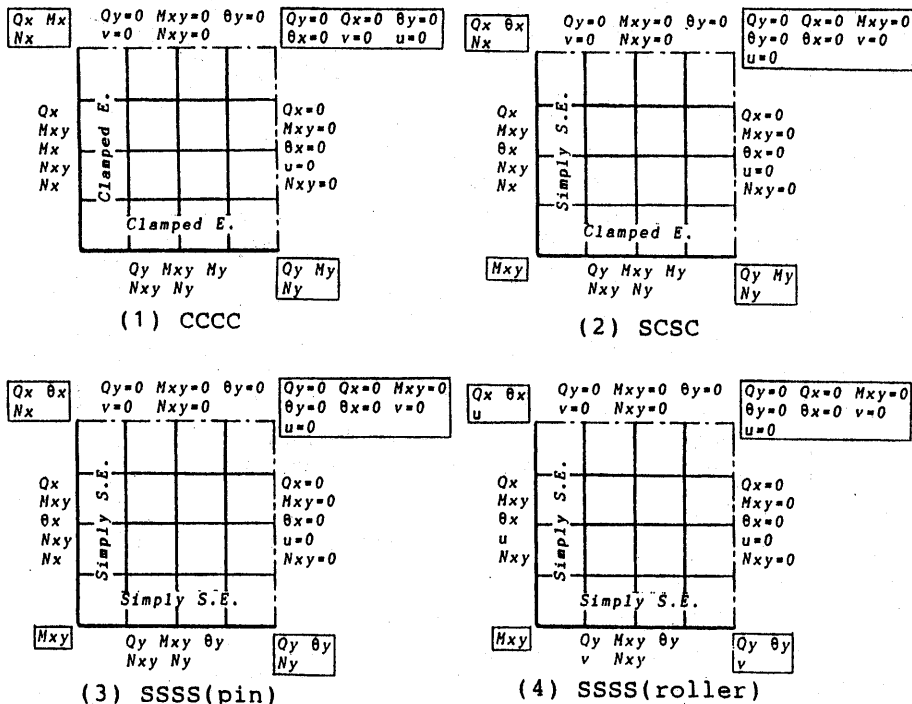 Qx Mx
Nx
Qy=0 Mxy=0 θy=0
v=0 Nxy=0
Qy=0 Qx=0 θy=0
θx=0 v=0 u=0
Qx
Mxy
Mx
Nxy
Nx
Clamped E.
Clamped E.
Qx=0
Mxy=0
θx=0
u=0
Nxy=0
Qy Mxy My
Nxy Ny
Qy My
Ny
(1) CCCC
Qx θx
Nx
Qy=0 Mxy=0 θy=0
v=0 Nxy=0
Qy=0 Qx=0 Mxy=0
θy=0 θx=0 v=0
u=0
Qx
Mxy
θx
Nxy
Nx
Simply S.E.
Clamped E.
Qx=0
Mxy=0
θx=0
u=0
Nxy=0
Mxy
Qy Mxy My
Nxy Ny
Qy My
Ny
(2) SCSC
Qx θx
Nx
Qy=0 Mxy=0 θy=0
v=0 Nxy=0
Qy=0 Qx=0 Mxy=0
θy=0 θx=0 v=0
u=0
Qx
Mxy
θx
Nxy
Nx
Simply S.E.
Simply S.E.
Qx=0
Mxy=0
θx=0
u=0
Nxy=0
Mxy
Qy Mxy θy
Nxy Ny
Qy θy
Ny
(3) SSSS(pin)
Qx θx
u
Qy=0 Mxy=0 θy=0
v=0 Nxy=0
Qy=0 Qx=0 Mxy=0
θy=0 θx=0 v=0
u=0
Qx
Mxy
θx
u
Nxy
Simply S.E.
Simply S.E.
Qx=0
Mxy=0
θx=0
u=0
Nxy=0
Mxy
Qy Mxy θy
v Nxy
Qy θy
v
(4) SSSS(roller)